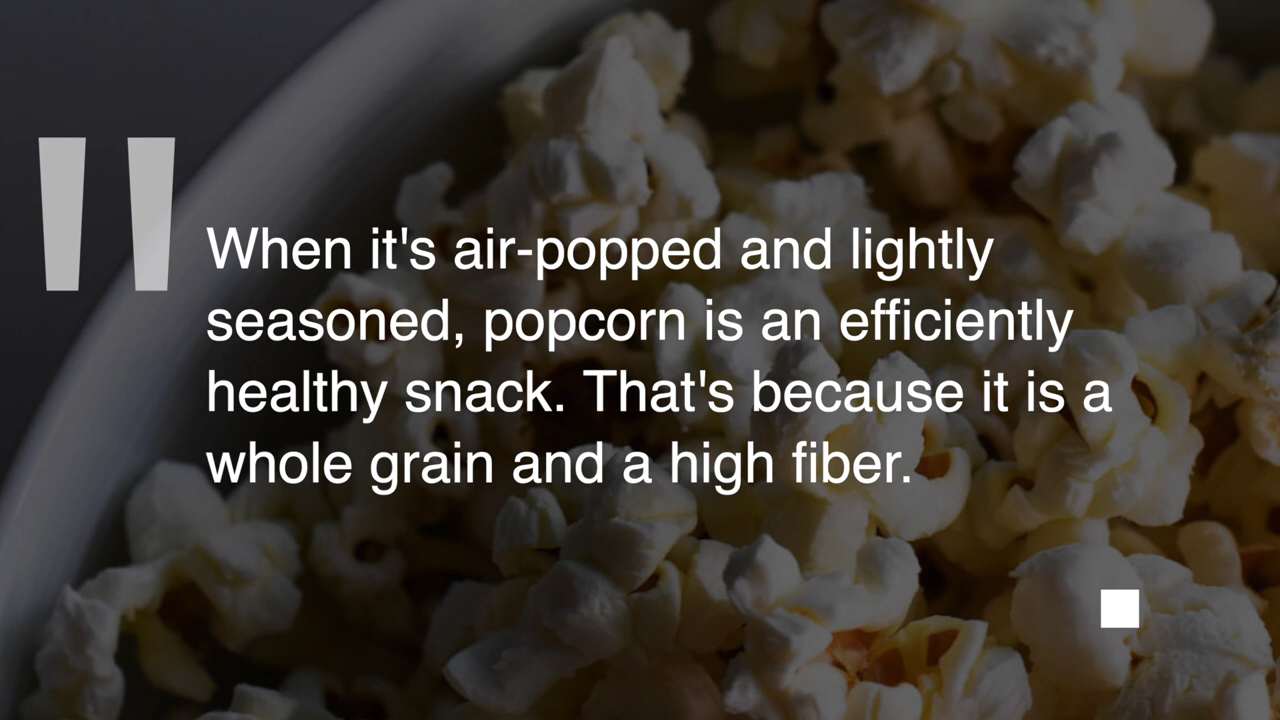 "
When it's air-popped and lightly
seasoned, popcorn is an efficiently
healthy snack. That's because it is a
whole grain and a high fiber.